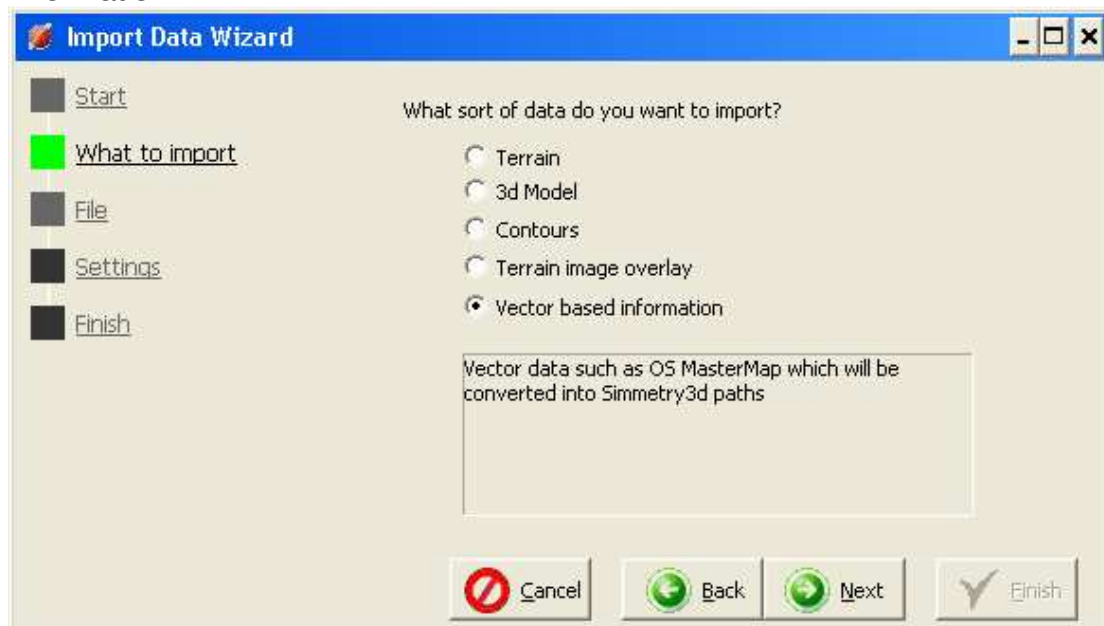 Import Data Wizard
Start
What to import
File
Settings
Finish
What sort of data do you want to import?
Terrain
3d Model
Contours
Terrain image overlay
Vector based information
Vector data such as OS MasterMap which will be
converted into Simmetry3d paths
Cancel
Back
Next
Finish